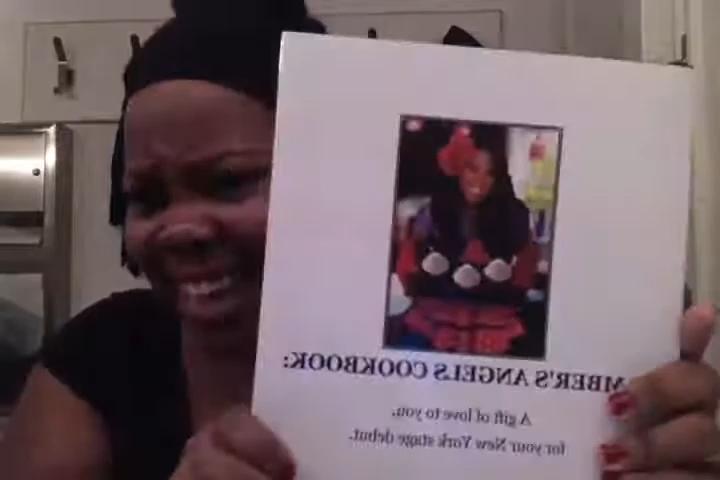 MBER'S ANGELS COOKBOOK:
A gift of love to you,
for your New York stage debut.